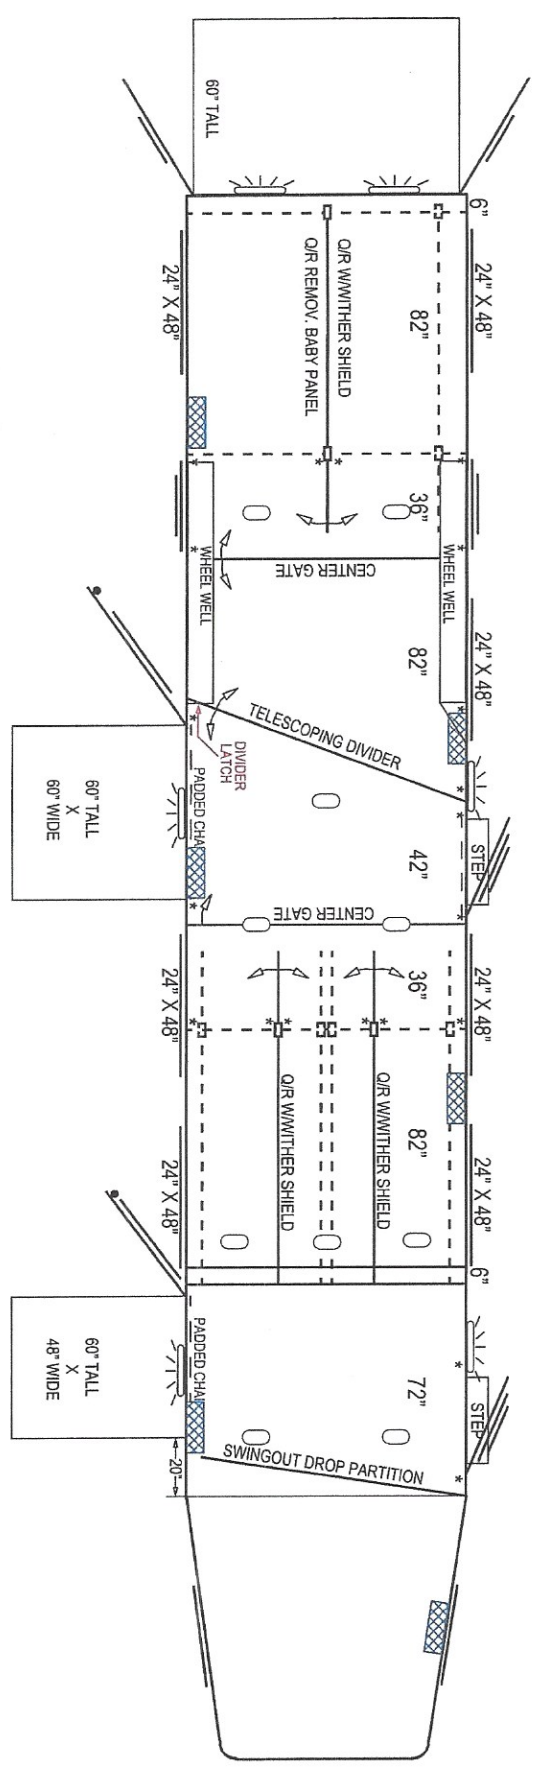 60" TALL
6"
24" X 48"
24" X 48"
82"
Q/R W/WITHER SHIELD
Q/R REMOV. BABY PANEL
*
*
*
*
36"
*
*
WHEEL WELL
WHEEL WELL
CENTER GATE
24" X 48"
82"
*
*
TELESCOPING DIVIDER
DIVIDER
LATCH
*
*
PADDED CHA
60" TALL
X
60" WIDE
STEP
42"
*
*
CENTER GATE
24" X 48"
24" X 48"
36"
*
*
*
*
*
*
Q/R W/WITHER SHIELD
Q/R W/WITHER SHIELD
82"
24" X 48"
24" X 48"
6"
PADDED CHA
60" TALL
X
48" WIDE
72"
*
STEP
*
20"
SWINGOUT DROP PARTITION